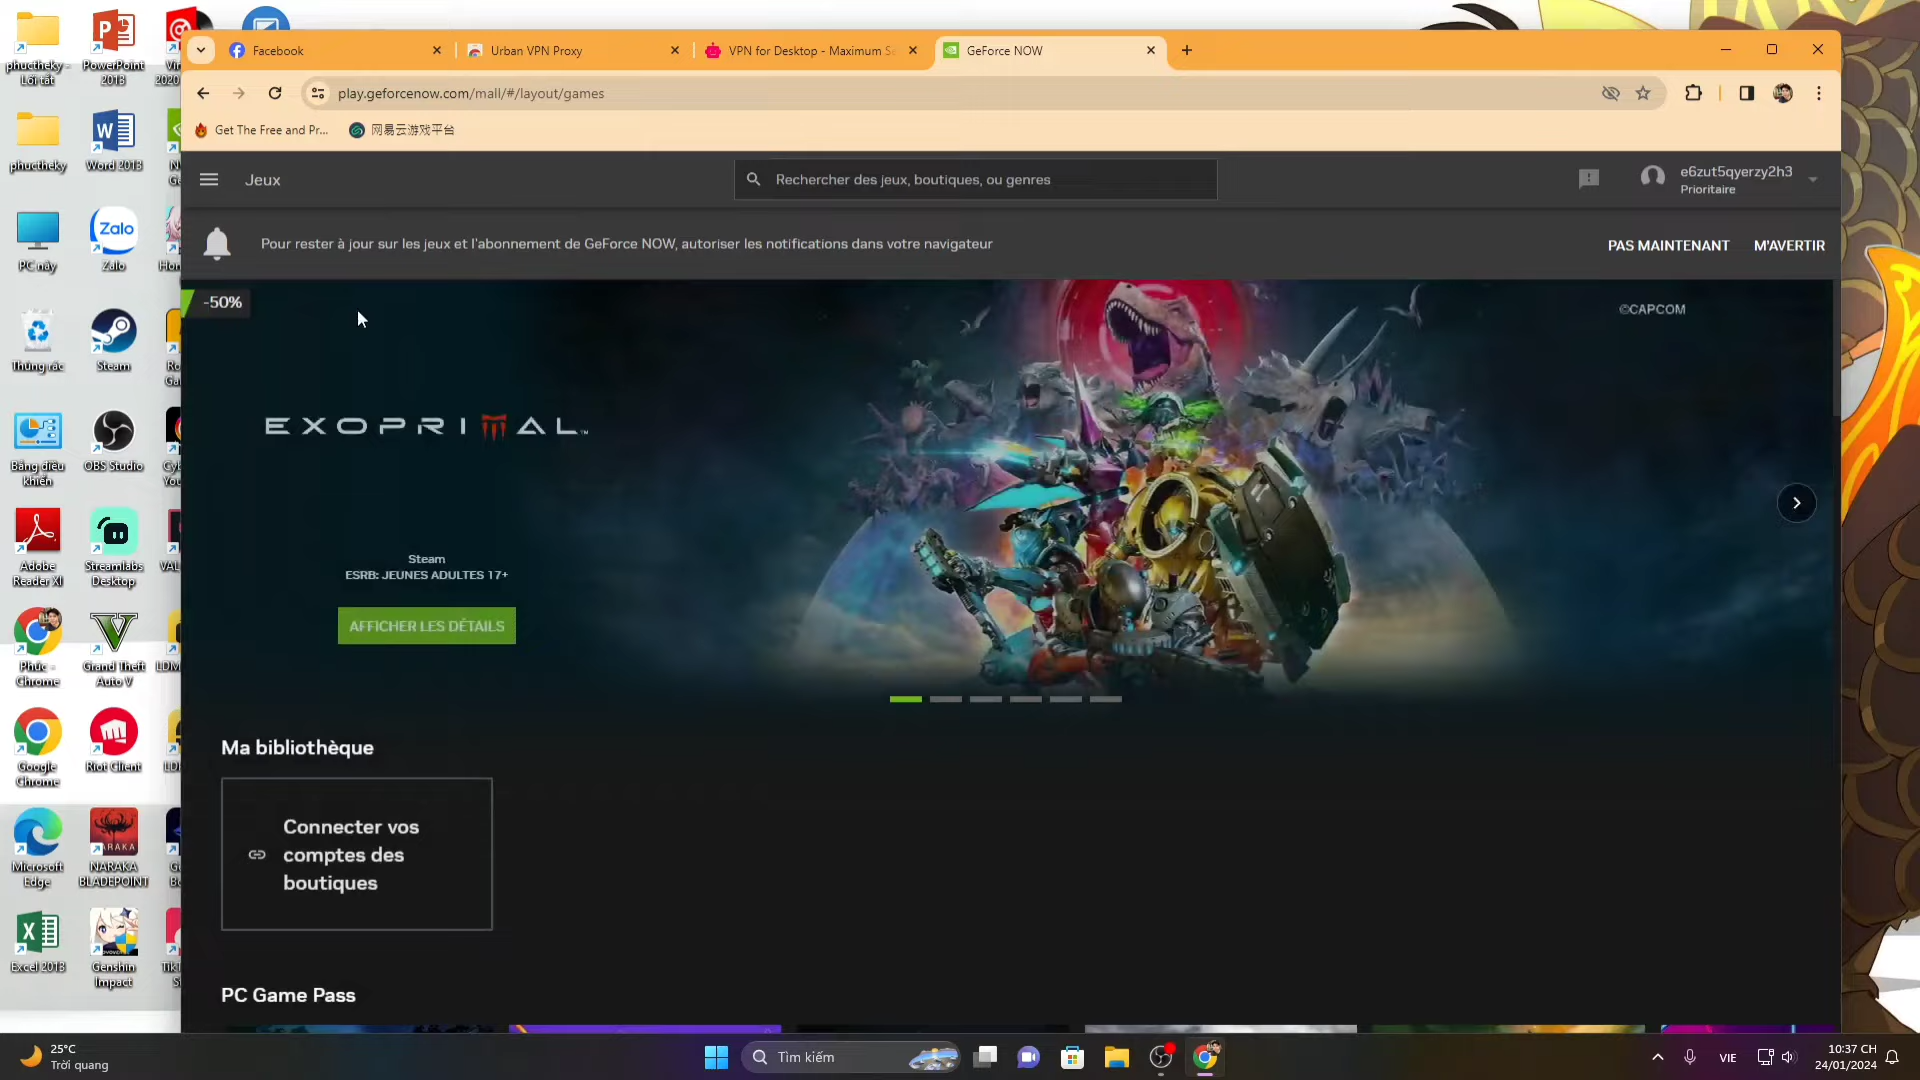 Facebook
Urban VPN Proxy
VPN for Desktop - Maximum S
GeForce NOW
play.geforcenow.com/mall/#/layout/games
Get The Free and Pr...
网易云游戏平台
Jeux
Rechercher des jeux, boutiques, ou genres
e6zut5qyerzy2h3
Prioritaire
Pour rester à jour sur les jeux et l'abonnement de GeForce NOW, autoriser les notifications dans votre navigateur
PAS MAINTENANT
M'AVERTIR
-50%
©CAPCOM
EXOPRIMAL
Steam
ESRB: JEUNES ADULTES 17+
AFFICHER LES DÉTAILS
Ma bibliothèque
Connecter vos
comptes des
boutiques
PC Game Pass
phuctheky -
Lối tắt
PowerPoint
2013
2020
phuctheky
Word 2013
PC này
Zalo
Thùng rác
Steam
Bảng điều
khiển
OBS Studio
Adobe
Reader XI
Streamlabs
Desktop
Phúc -
Chrome
Grand Theft
Auto V
Google
Chrome
Riot Client
Microsoft
Edge
NARAKA
BLADEPOINT
Excel 2013
Genshin
Impact
25°C
Trời quang
Tìm kiếm
VIE
10:37 CH
24/01/2024